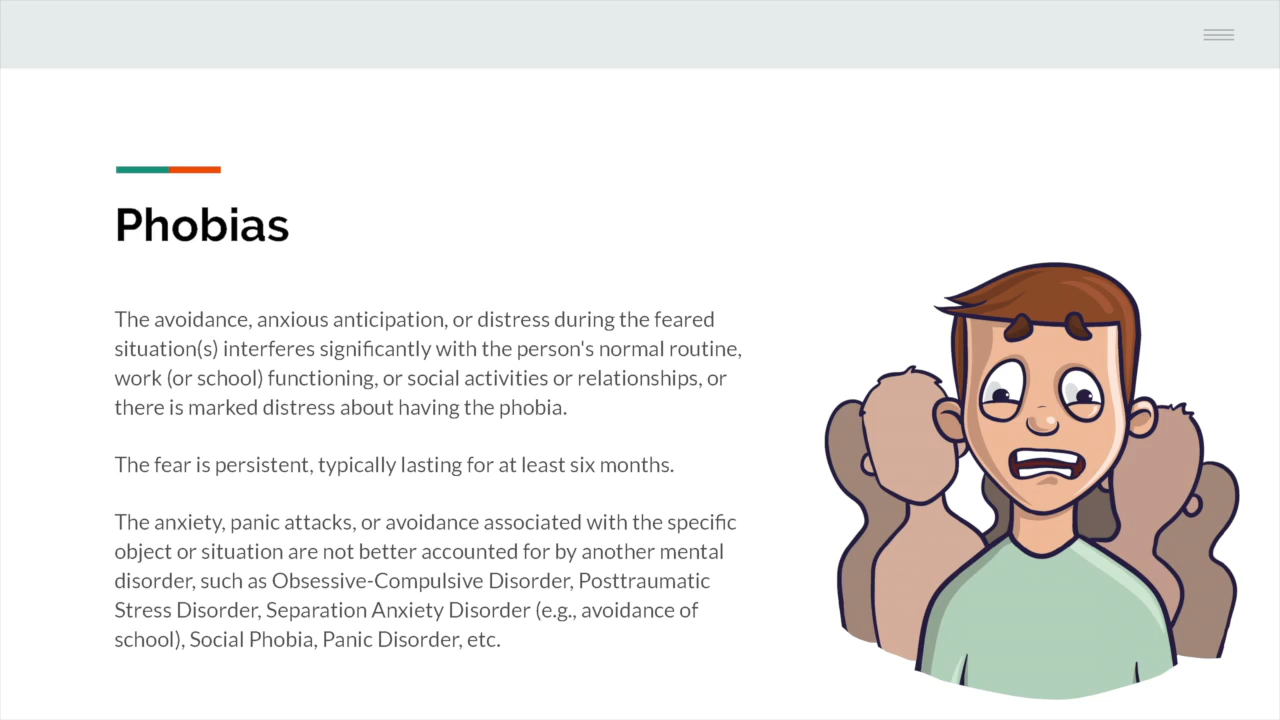 Phobias
The avoidance, anxious anticipation, or distress during the feared
situation(s) interferes significantly with the person's normal routine,
work (or school) functioning, or social activities or relationships, or
there is marked distress about having the phobia.
The fear is persistent, typically lasting for at least six months.
The anxiety, panic attacks, or avoidance associated with the specific
object or situation are not better accounted for by another mental
disorder, such as Obsessive-Compulsive Disorder, Posttraumatic
Stress Disorder, Separation Anxiety Disorder (e.g., avoidance of
school), Social Phobia, Panic Disorder, etc.